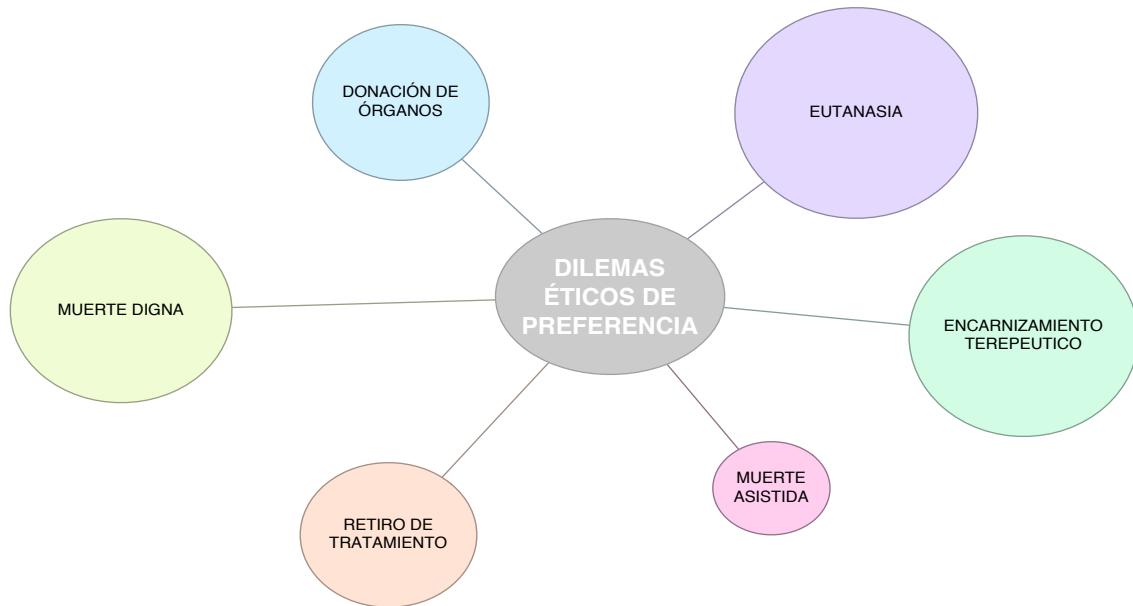 DONACIÓN DE
ÓRGANOS
EUTANASIA
MUERTE DIGNA
DILEMAS
ÉTICOS DE
PREFERENCIA
ENCARNIZAMIENTO
TEREPEUTICO
RETIRO DE
TRATAMIENTO
MUERTE
ASISTIDA